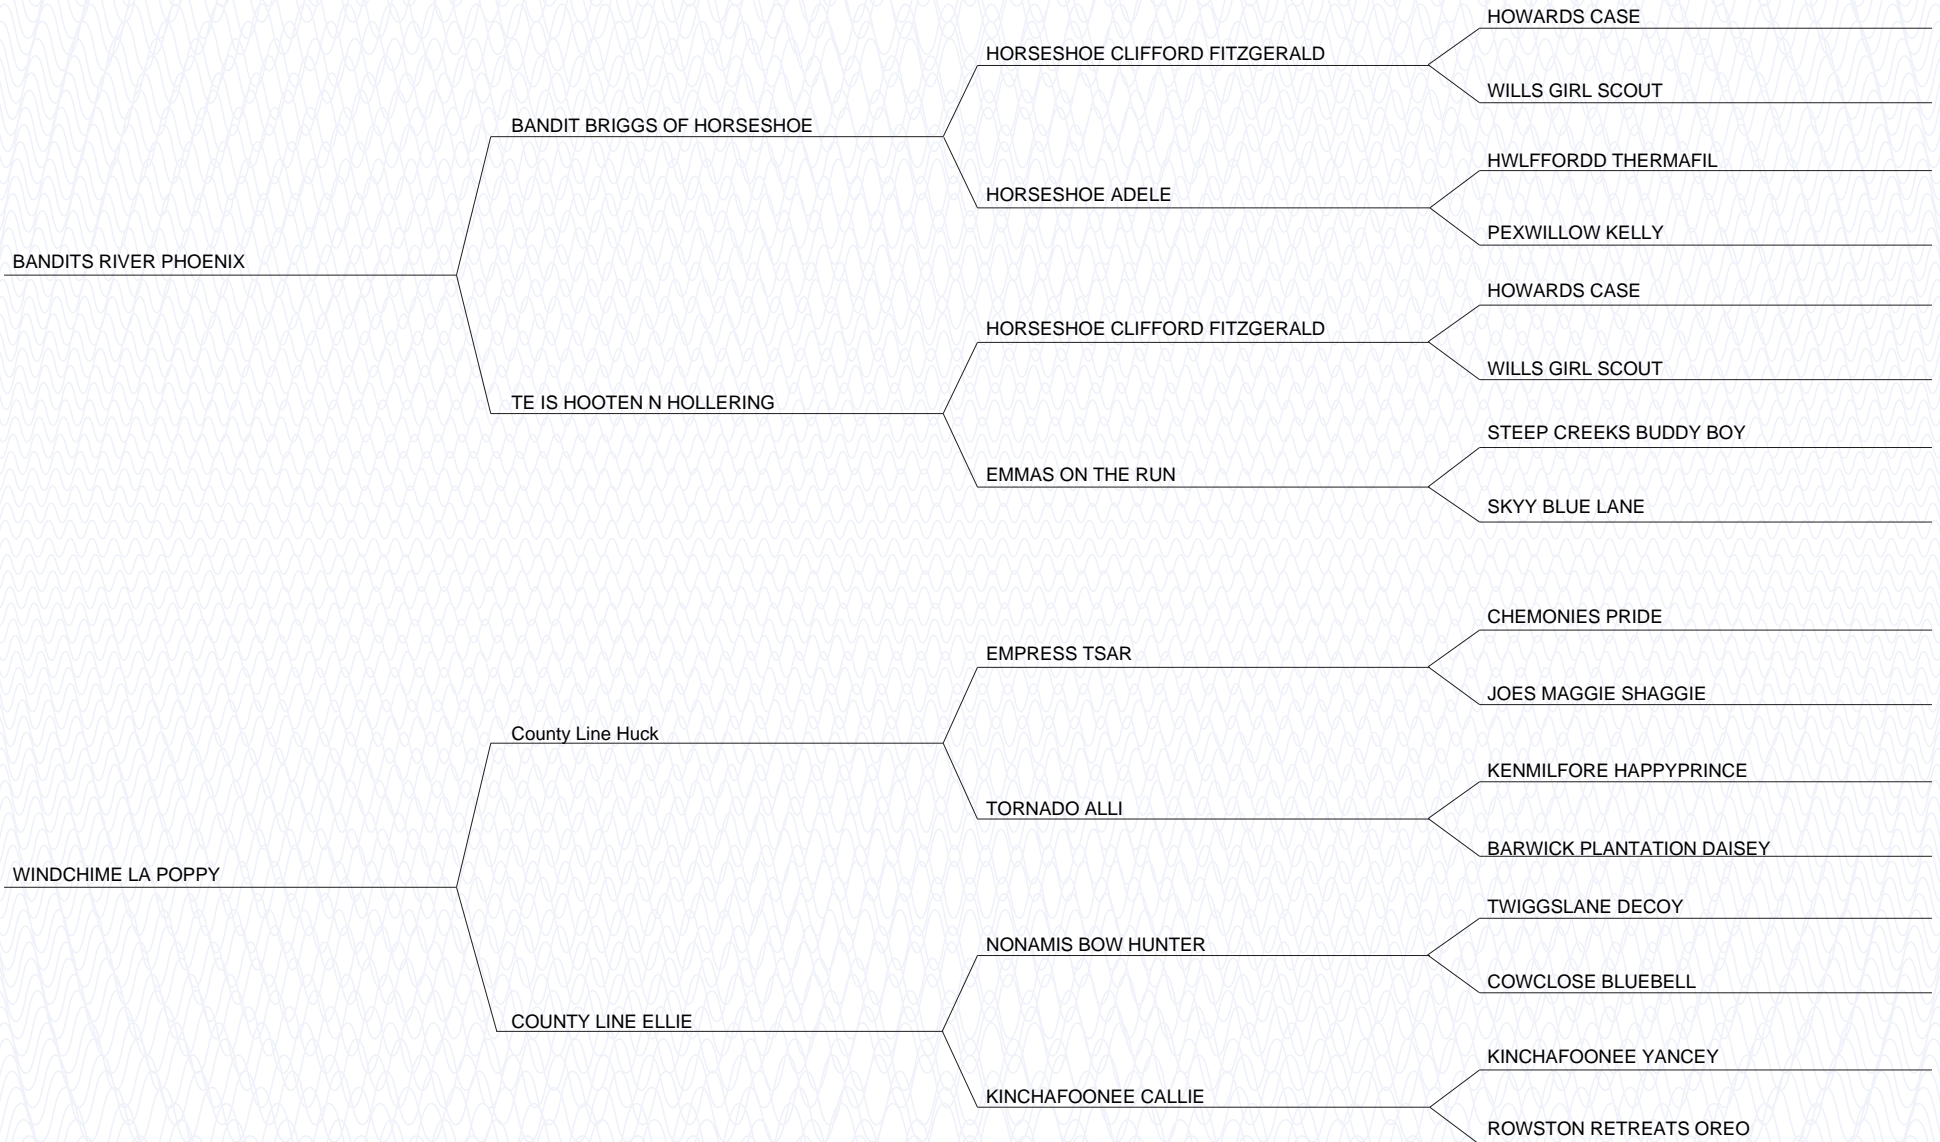 HOWARDS CASE
HORSESHOE CLIFFORD FITZGERALD
WILLS GIRL SCOUT
BANDIT BRIGGS OF HORSESHOE
HWLFFORDD THERMAFIL
HORSESHOE ADELE
PEXWILLOW KELLY
BANDITS RIVER PHOENIX
HOWARDS CASE
HORSESHOE CLIFFORD FITZGERALD
WILLS GIRL SCOUT
TE IS HOOTEN N HOLLERING
STEEP CREEKS BUDDY BOY
EMMAS ON THE RUN
SKYY BLUE LANE
CHEMONIES PRIDE
EMPRESS TSAR
JOES MAGGIE SHAGGIE
County Line Huck
KENMILFORE HAPPYPRINCE
TORNADO ALLI
BARWICK PLANTATION DAISEY
WINDCHIME LA POPPY
TWIGGSLANE DECOY
NONAMIS BOW HUNTER
COWCLOSE BLUEBELL
COUNTY LINE ELLIE
KINCHAFOONEE YANCEY
KINCHAFOONEE CALLIE
ROWSTON RETREATS OREO